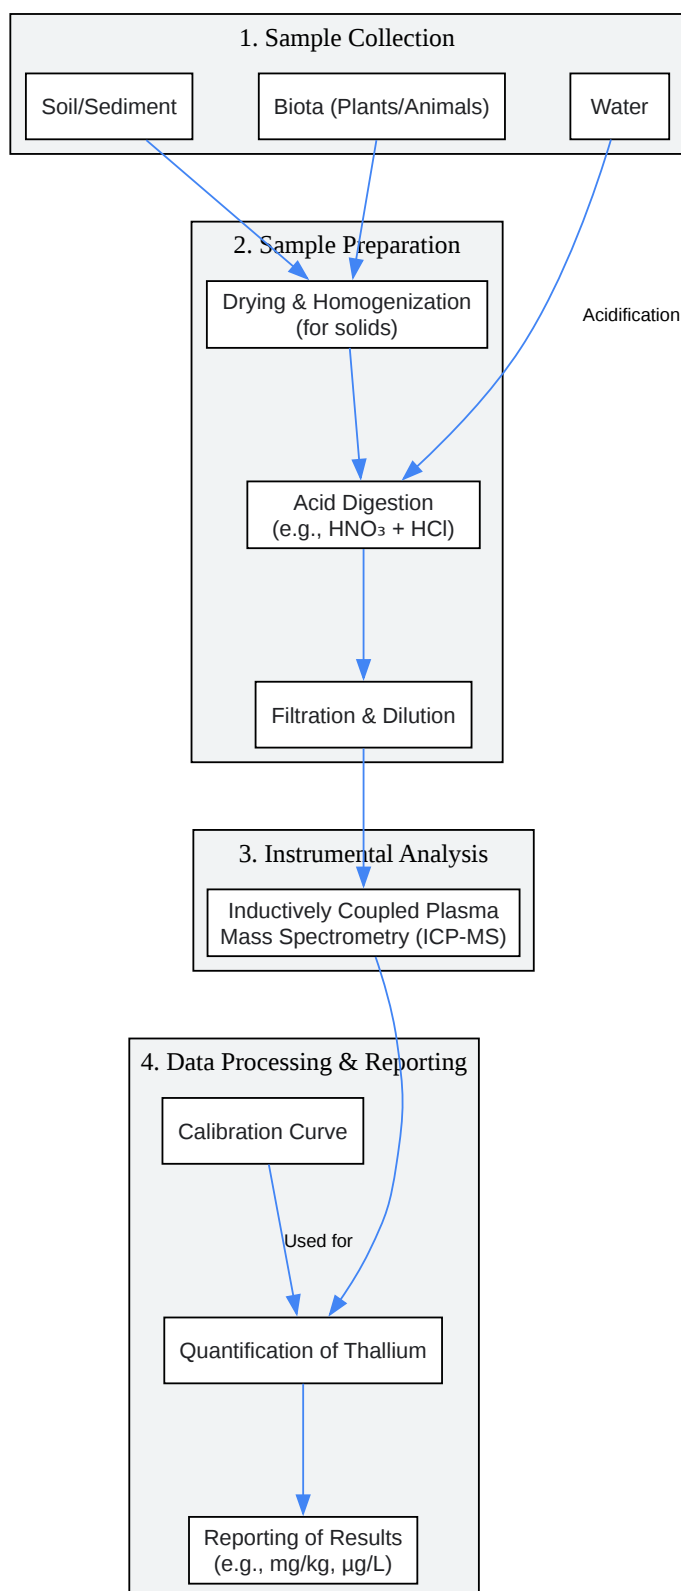 1. Sample Collection
Soil/Sediment
Biota (Plants/Animals)
Water
2. Sample Preparation
Drying & Homogenization
(for solids)
Acidification
Acid Digestion
(e.g., HNO₃ + HCl)
Filtration & Dilution
3. Instrumental Analysis
Inductively Coupled Plasma
Mass Spectrometry (ICP-MS)
4. Data Processing & Reporting
Calibration Curve
Used for
Quantification of Thallium
Reporting of Results
(e.g., mg/kg, µg/L)